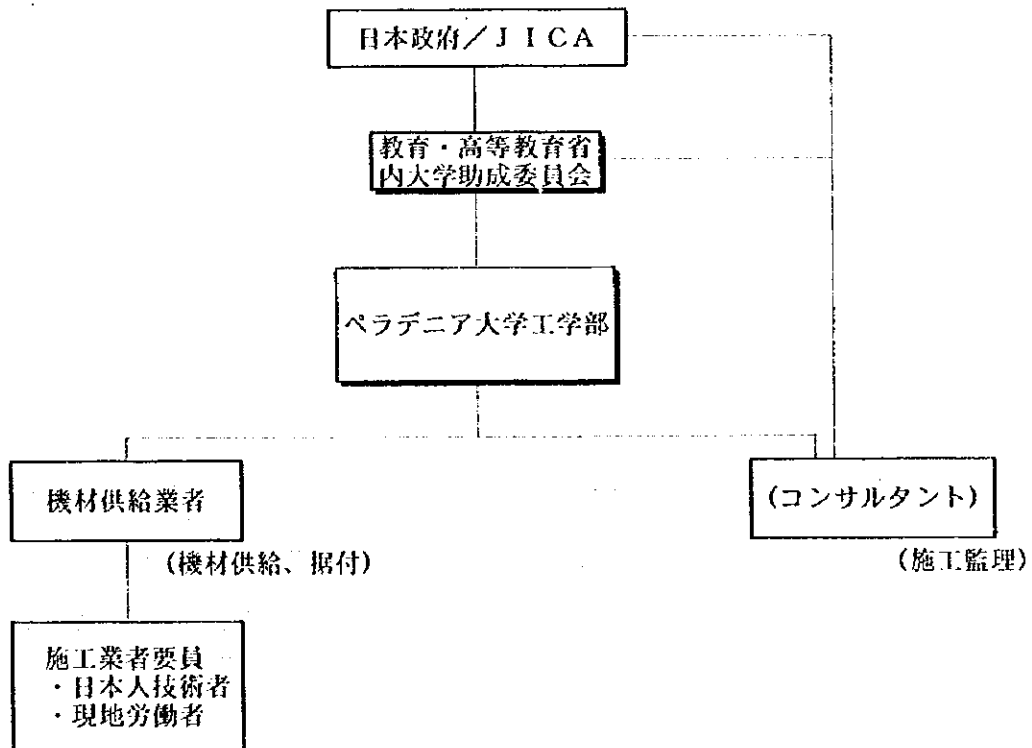 日本政府／ＪＩＣＡ
教育・高等教育省
内大学助成委員会
ペラデニア大学工学部
機材供給業者
(コンサルタント)
(機材供給、据付)
(施工監理)
施工業者要員
・日本人技術者
・現地労働者